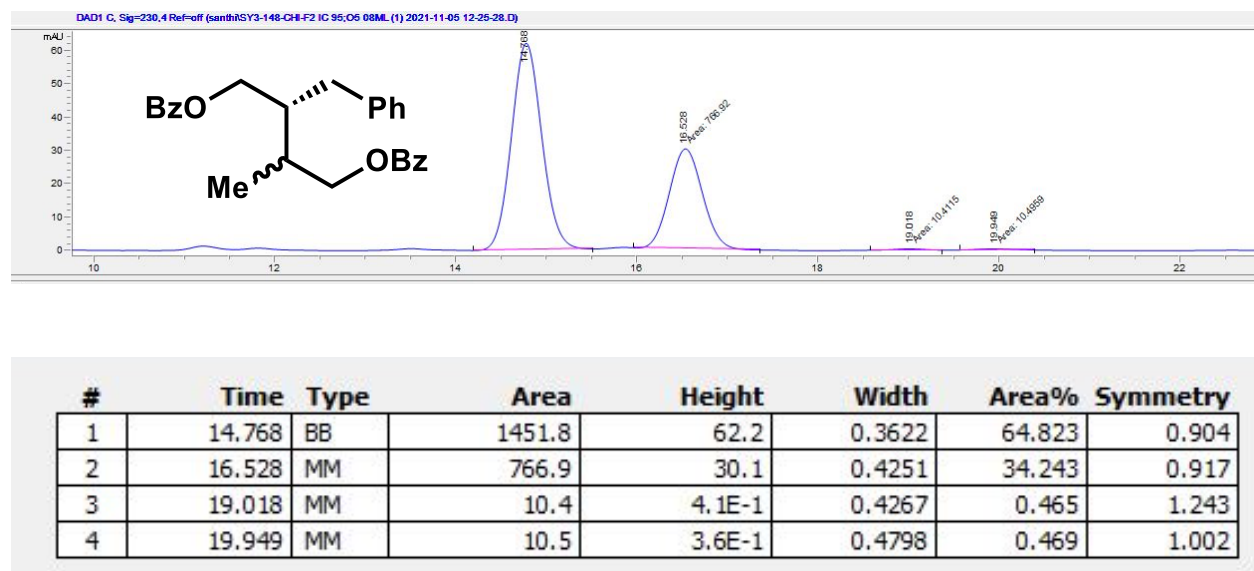 DAD1 C, Sig=230,4 Ref=off (santhi\SY3-148-CHI-F2 IC 95;O5 08ML (1) 2021-11-05 12-25-28.D)
mAU
60
50
40
30
20
10
0
14.768
16.528
Area: 766.92
19.018
Area: 10.4115
19.949
Area: 10.4959
BzO
Ph
OBz
Me
10 12 14 16 18 20 22
# Time Type Area Height Width Area% Symmetry
1 14.768 BB 1451.8 62.2 0.3622 64.823 0.904
2 16.528 MM 766.9 30.1 0.4251 34.243 0.917
3 19.018 MM 10.4 4.1E-1 0.4267 0.465 1.243
4 19.949 MM 10.5 3.6E-1 0.4798 0.469 1.002